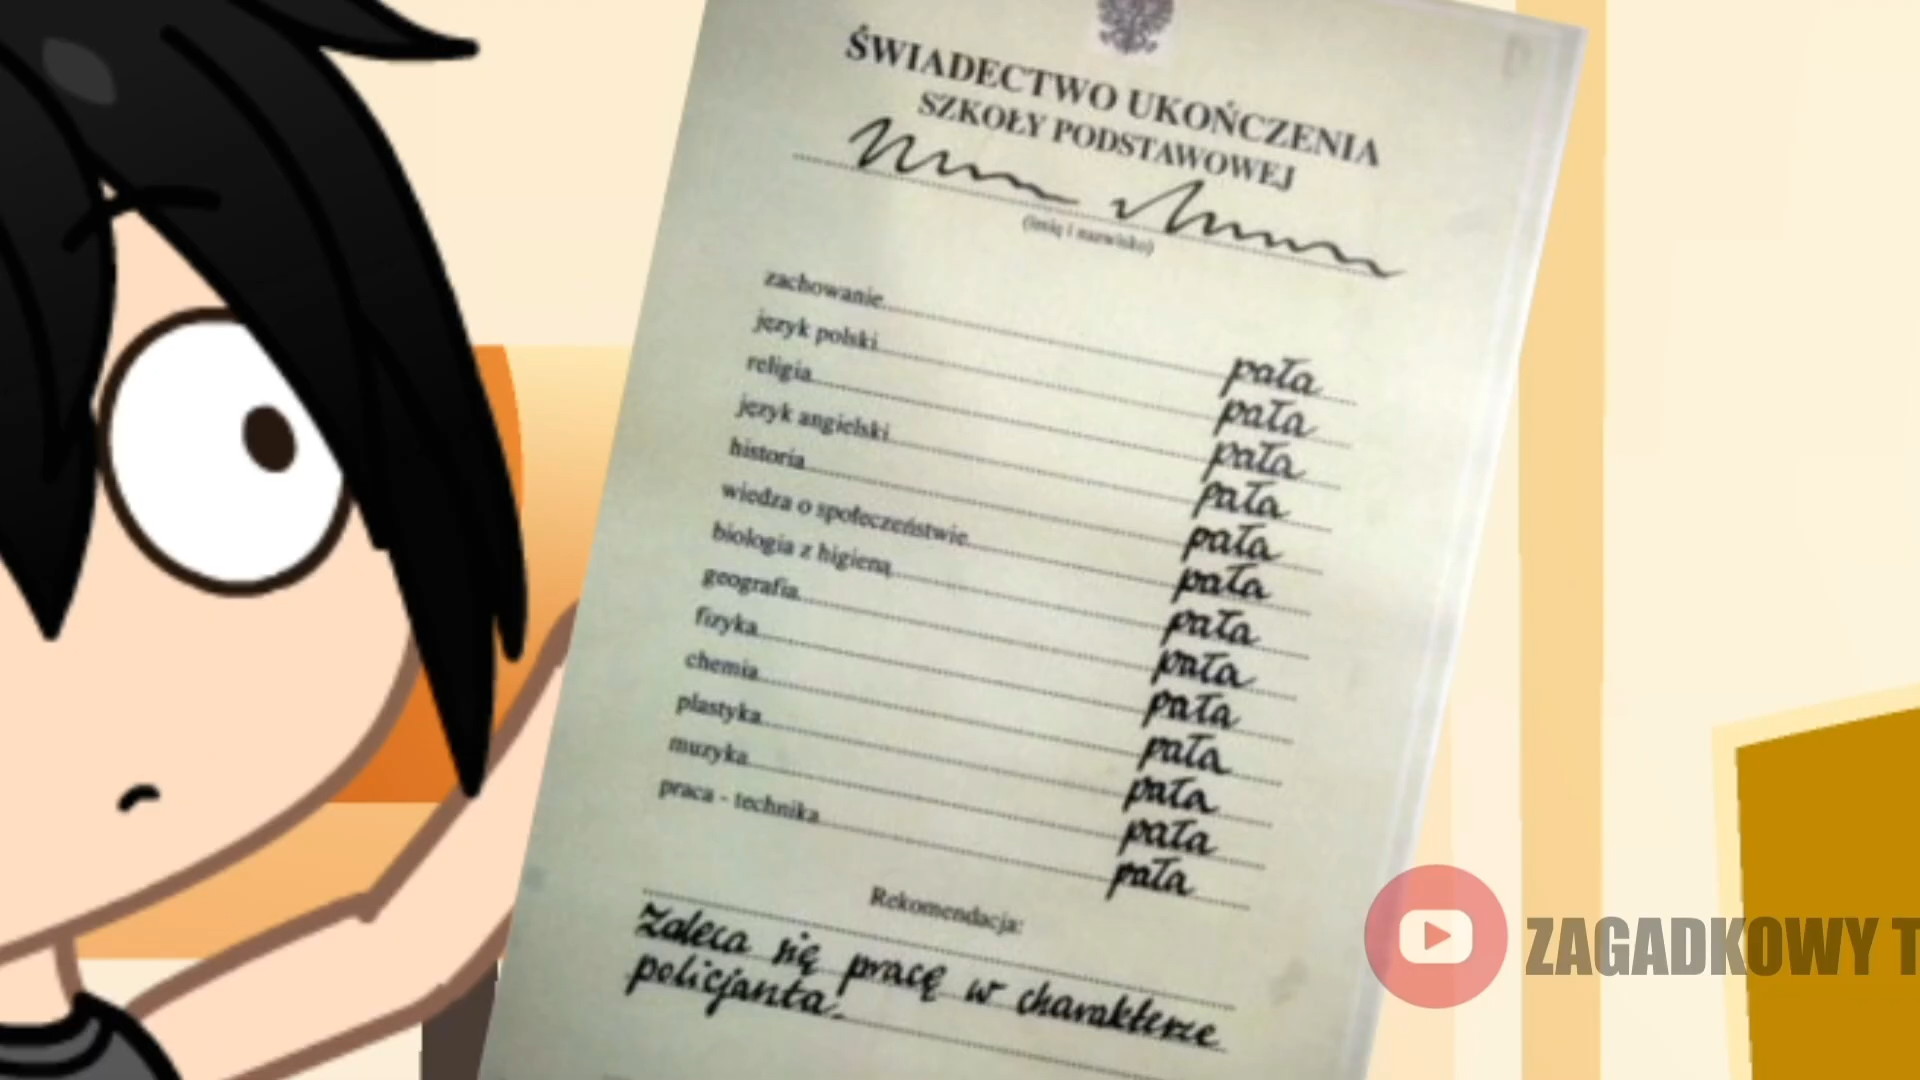 ŚWIADECTWO UKOŃCZENIA
SZKOŁY PODSTAWOWEJ
(imię i nazwisko)
zachowanie pała
język polski pała
religia pała
język angielski pała
historia pała
wiedza o społeczeństwie pała
biologia z higieną pała
geografia pała
fizyka pała
chemia pała
plastyka pała
muzyka pała
praca - technika pała
Rekomendacja:
Zaleca się pracę w charakterze
policjanta.
ZAGADKOWY T